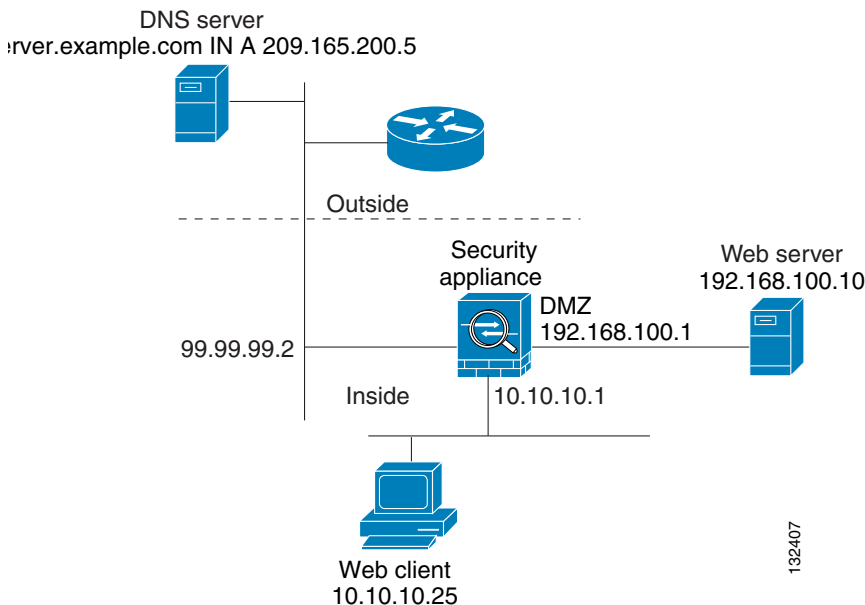 DNS server
erver.example.com IN A 209.165.200.5
Outside
Security
appliance
Web server
192.168.100.10
DMZ
192.168.100.1
99.99.99.2
Inside
10.10.10.1
Web client
10.10.10.25
132407